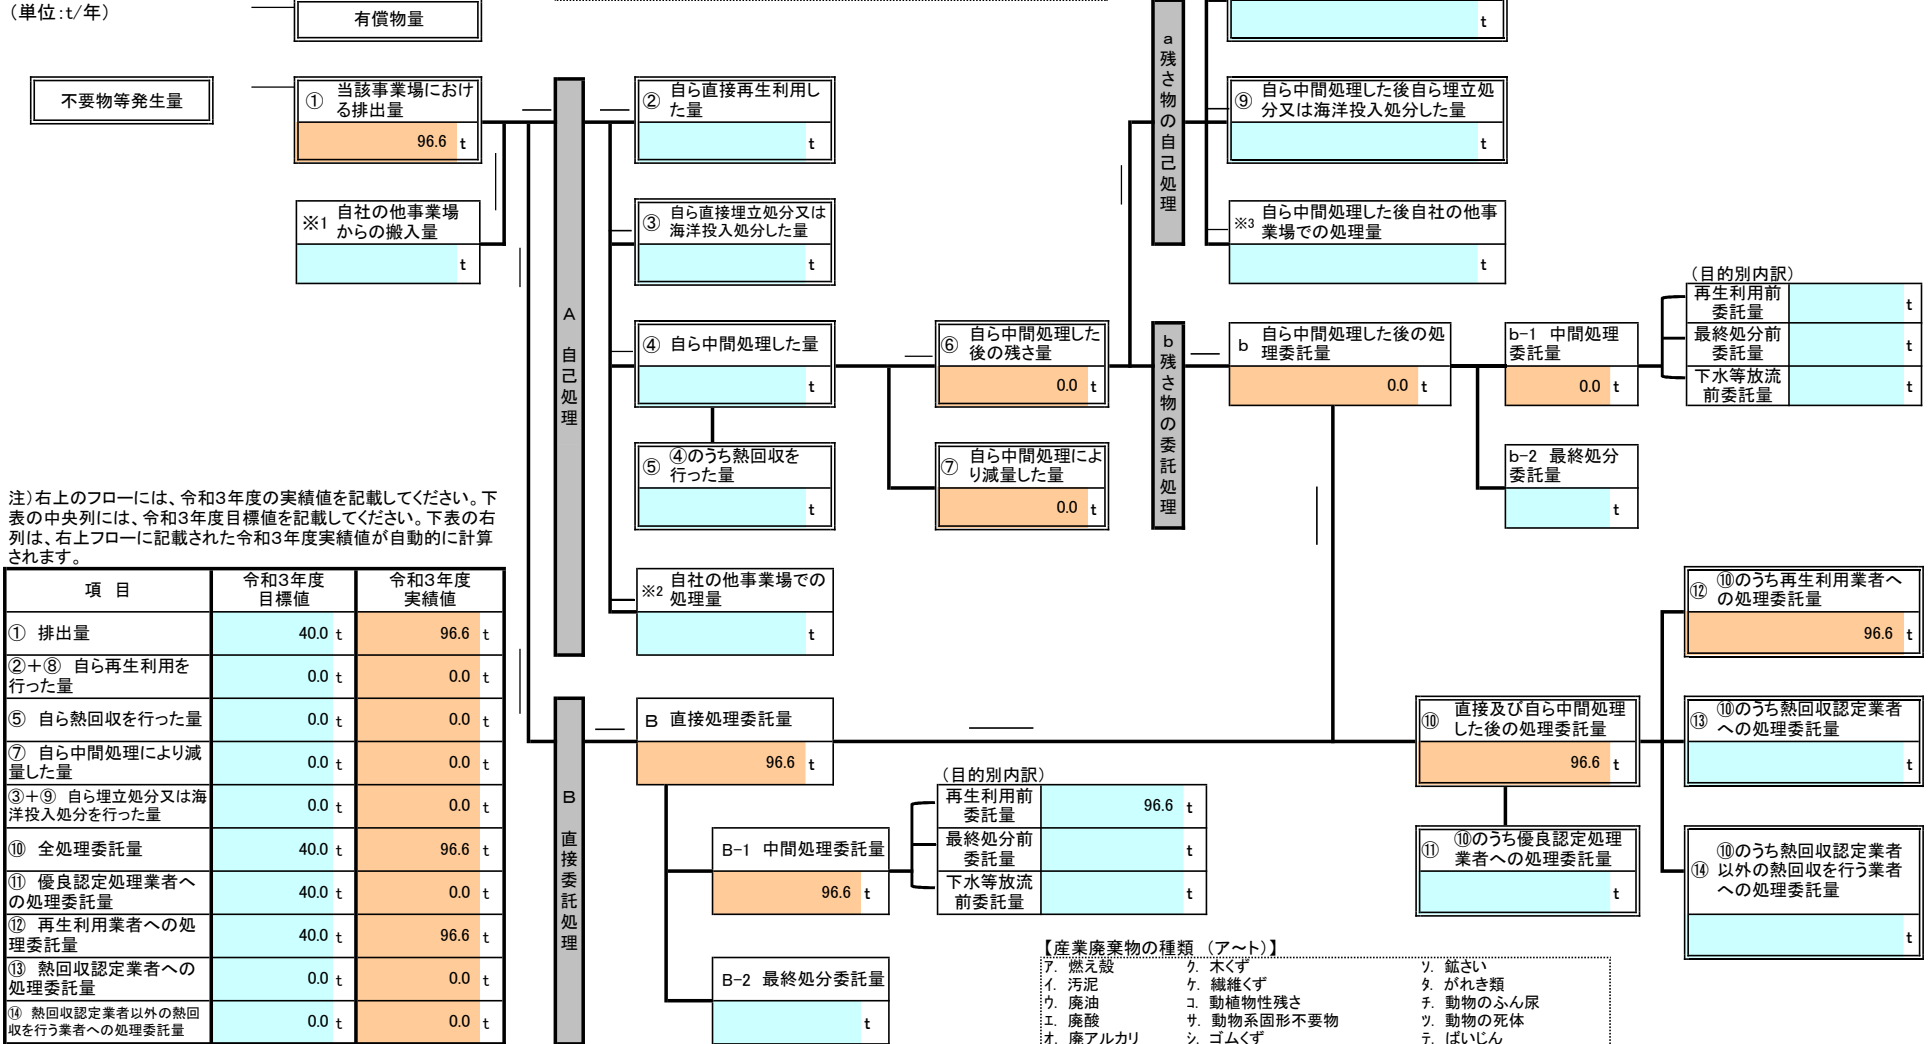 （単位：t/年）
有償物量
t
不要物等発生量
① 当該事業場におけ
る排出量
96.6 t
※1 自社の他事業場
からの搬入量
t
A 自己処理
② 自ら直接再生利用し
た量
t
③ 自ら直接埋立処分又は
海洋投入処分した量
t
④ 自ら中間処理した量
t
⑤ ④のうち熱回収を
行った量
t
※2 自社の他事業場での
処理量
t
⑥ 自ら中間処理した
後の残さ量
0.0 t
⑦ 自ら中間処理によ
り減量した量
0.0 t
a 残さ物の自己処理
⑨ 自ら中間処理した後自ら埋立処
分又は海洋投入処分した量
t
※3 自ら中間処理した後自社の他事
業場での処理量
t
b 残さ物の委託処理
b 自ら中間処理した後の処
理委託量
0.0 t
b-1 中間処理
委託量
0.0 t
b-2 最終処分
委託量
t
（目的別内訳）
再生利用前
委託量
t
最終処分前
委託量
t
下水等放流
前委託量
t
注）右上のフローには、令和3年度の実績値を記載してください。下
表の中央列には、令和3年度目標値を記載してください。下表の右
列は、右上フローに記載された令和3年度実績値が自動的に計算
されます。
項 目 令和3年度
目標値 令和3年度
実績値
① 排出量 40.0 t 96.6 t
②＋⑧ 自ら再生利用を
行った量 0.0 t 0.0 t
⑤ 自ら熱回収を行った量 0.0 t 0.0 t
⑦ 自ら中間処理により減
量した量 0.0 t 0.0 t
③＋⑨ 自ら埋立処分又は海
洋投入処分を行った量 0.0 t 0.0 t
⑩ 全処理委託量 40.0 t 96.6 t
⑪ 優良認定処理業者へ
の処理委託量 40.0 t 0.0 t
⑫ 再生利用業者への処
理委託量 40.0 t 96.6 t
⑬ 熱回収認定業者への
処理委託量 0.0 t 0.0 t
⑭ 熱回収認定業者以外の熱回
収を行う業者への処理委託量 0.0 t 0.0 t
B 直接委託処理
B 直接処理委託量
96.6 t
B-1 中間処理委託量
96.6 t
B-2 最終処分委託量
t
（目的別内訳）
再生利用前
委託量
96.6 t
最終処分前
委託量
t
下水等放流
前委託量
t
⑩ 直接及び自ら中間処理
した後の処理委託量
96.6 t
⑪ ⑩のうち優良認定処理
業者への処理委託量
t
⑫ ⑩のうち再生利用業者へ
の処理委託量
96.6 t
⑬ ⑩のうち熱回収認定業者
への処理委託量
t
⑭ ⑩のうち熱回収認定業者
以外の熱回収を行う業者
への処理委託量
t
【産業廃棄物の種類 （ア～ト）】
ア. 燃え殻 ク. 木くず ソ. 鉱さい
イ. 汚泥 ケ. 繊維くず タ. がれき類
ウ. 廃油 コ. 動植物性残さ チ. 動物のふん尿
エ. 廃酸 サ. 動物系固形不要物 ツ. 動物の死体
オ. 廃アルカリ シ. ゴムくず テ. ばいじん